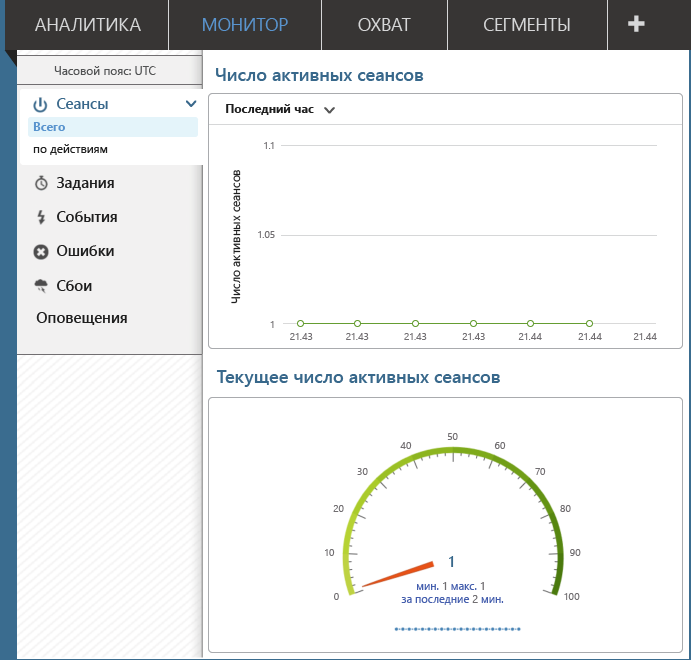 АНАЛИТИКА МОНИТОР ОХВАТ СЕГМЕНТЫ +
Часовой пояс: UTC
Сеансы
Всего
по действиям
Задания
События
Ошибки
Сбои
Оповещения
Число активных сеансов
Последний час
Число активные сеансов
1.1
1.05
1
21.43 21.43 21.43 21.43 21.44 21.44 21.44
Текущее число активных сеансов
0
10
20
30
40
50
60
70
80
90
100
1
мин. 1 макс. 1
за последние 2 мин.